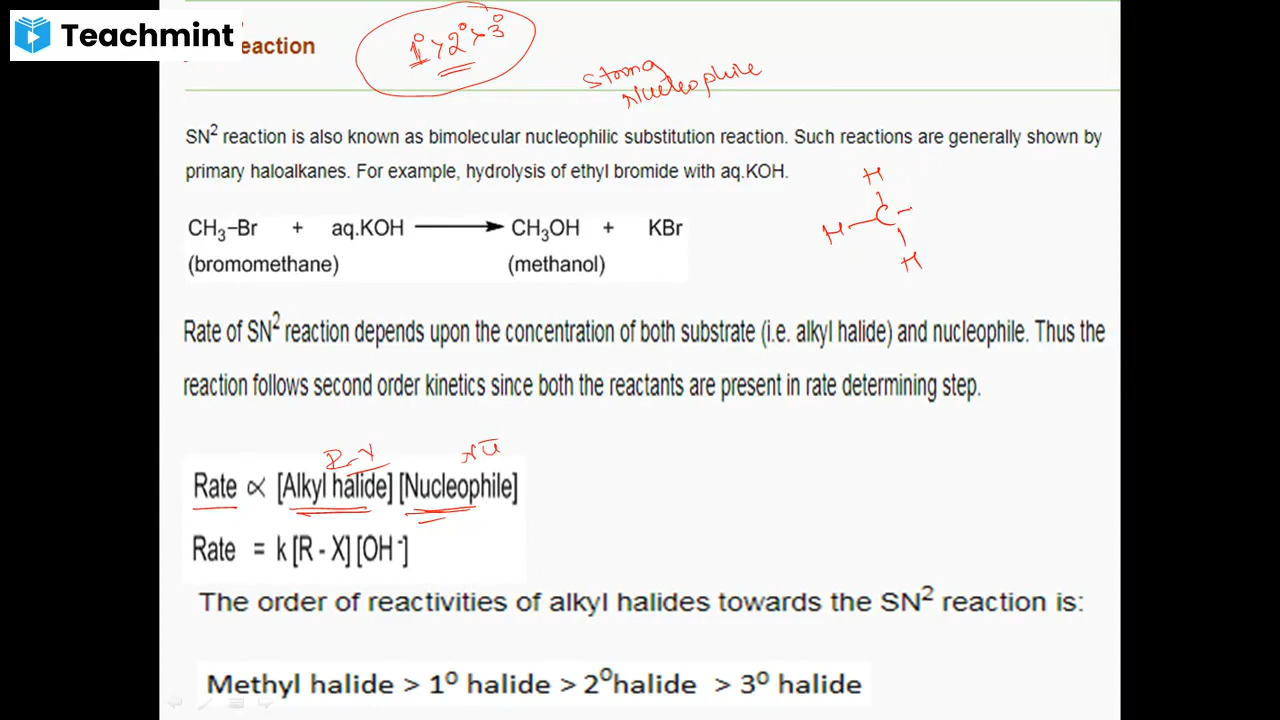 Teachmint
eaction
1° > 2° > 3°
Strong
Nucleophile
SN² reaction is also known as bimolecular nucleophilic substitution reaction. Such reactions are generally shown by
primary haloalkanes. For example, hydrolysis of ethyl bromide with aq.KOH.
H
H C
H
CH₃–Br + aq.KOH ⟶ CH₃OH + KBr
(bromomethane) (methanol)
Rate of SN² reaction depends upon the concentration of both substrate (i.e. alkyl halide) and nucleophile. Thus the
reaction follows second order kinetics since both the reactants are present in rate determining step.
R-X Nu
Rate ∝ [Alkyl halide] [Nucleophile]
Rate = k [R - X] [OH⁻]
The order of reactivities of alkyl halides towards the SN² reaction is:
Methyl halide > 1⁰ halide > 2⁰halide > 3⁰ halide